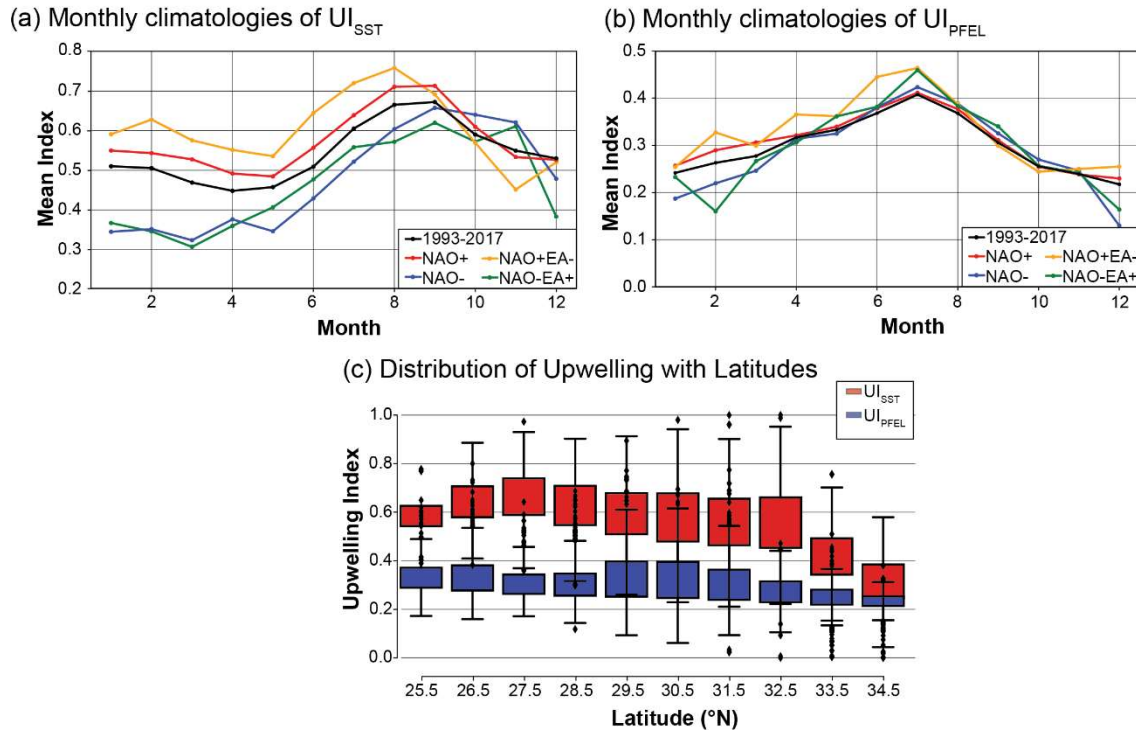 (a) Monthly climatologies of UI_SST
(b) Monthly climatologies of UI_PFEL
0.8
0.7
0.6
0.5
0.4
0.3
0.2
Mean Index
1993-2017
NAO+ NAO+EA-
NAO- NAO-EA+
2 4 6 8 10 12
Month
0.5
0.4
0.3
0.2
0.1
0.0
Mean Index
1993-2017
NAO+ NAO+EA-
NAO- NAO-EA+
2 4 6 8 10 12
Month
(c) Distribution of Upwelling with Latitudes
UI_SST
UI_PFEL
1.0
0.8
0.6
0.4
0.2
0.0
Upwelling Index
25.5 26.5 27.5 28.5 29.5 30.5 31.5 32.5 33.5 34.5
Latitude (°N)